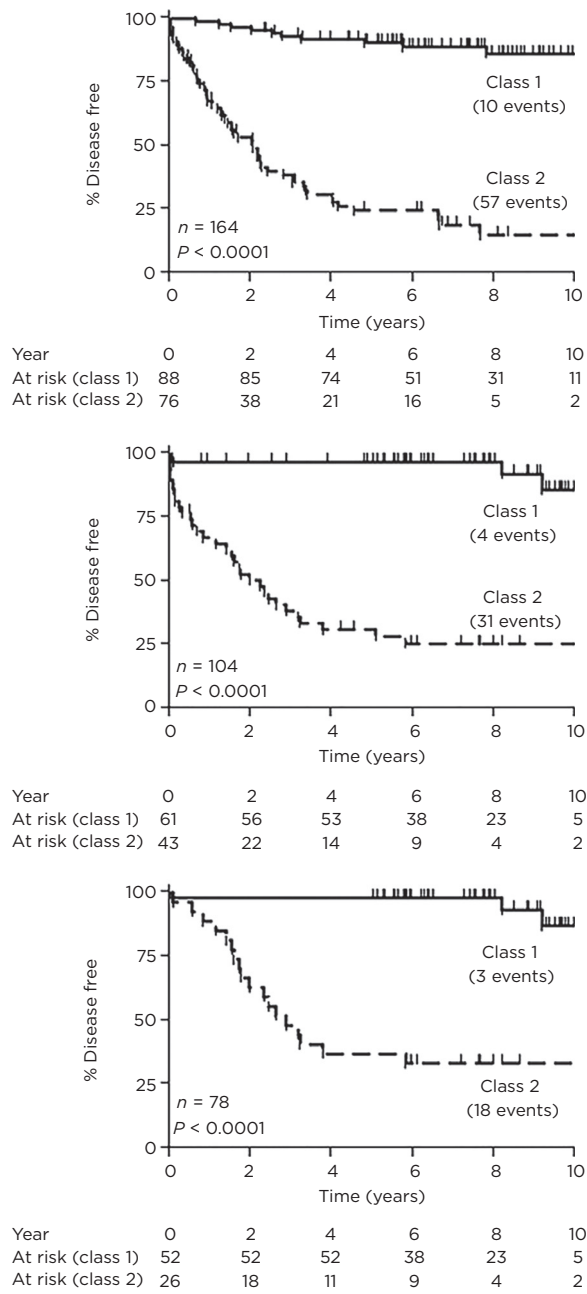 100
75
50
25
0
% Disease free
Class 1
(10 events)
Class 2
(57 events)
n = 164
P < 0.0001
0 2 4 6 8 10
Time (years)
Year 0 2 4 6 8 10
At risk (class 1) 88 85 74 51 31 11
At risk (class 2) 76 38 21 16 5 2
100
75
50
25
0
% Disease free
Class 1
(4 events)
Class 2
(31 events)
n = 104
P < 0.0001
0 2 4 6 8 10
Time (years)
Year 0 2 4 6 8 10
At risk (class 1) 61 56 53 38 23 5
At risk (class 2) 43 22 14 9 4 2
100
75
50
25
0
% Disease free
Class 1
(3 events)
Class 2
(18 events)
n = 78
P < 0.0001
0 2 4 6 8 10
Time (years)
Year 0 2 4 6 8 10
At risk (class 1) 52 52 52 38 23 5
At risk (class 2) 26 18 11 9 4 2